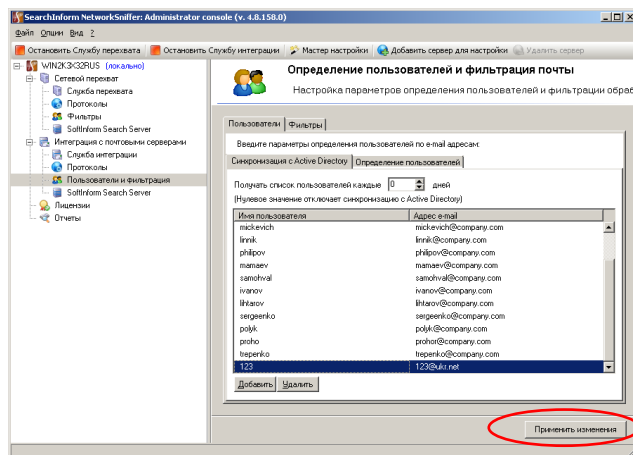 SearchInform NetworkSniffer: Administrator console (v. 4.8.158.0)
Файл Опции Вид ?
Остановить Службу перехвата Остановить Службу интеграции Мастер настройки Добавить сервер для настройки Удалить сервер
WIN2K3X32RUS (локально)
Сетевой перехват
Служба перехвата
Протоколы
Фильтры
SoftInform Search Server
Интеграция с почтовыми серверами
Служба интеграции
Протоколы
Пользователи и фильтрация
SoftInform Search Server
Лицензии
Отчеты
Определение пользователей и фильтрация почты
Настройка параметров определения пользователей и фильтрации обраб
Пользователи Фильтры
Введите параметры определения пользователей по e-mail адресам:
Синхронизация с Active Directory Определение пользователей
Получать список пользователей каждые 0 дней
(Нулевое значение отключает синхронизацию с Active Directory)
Имя пользователя Адрес e-mail
mickevich mickevich@company.com
linnik linnik@company.com
philipov philipov@company.com
mamaev mamaev@company.com
samohval samohval@company.com
ivanov ivanov@company.com
lihtarov lihtarov@company.com
sergeenko sergeenko@company.com
polyk polyk@company.com
proho prohor@company.com
trepenko trepenko@company.com
123 123@ukr.net
Добавить Удалить
Применить изменения